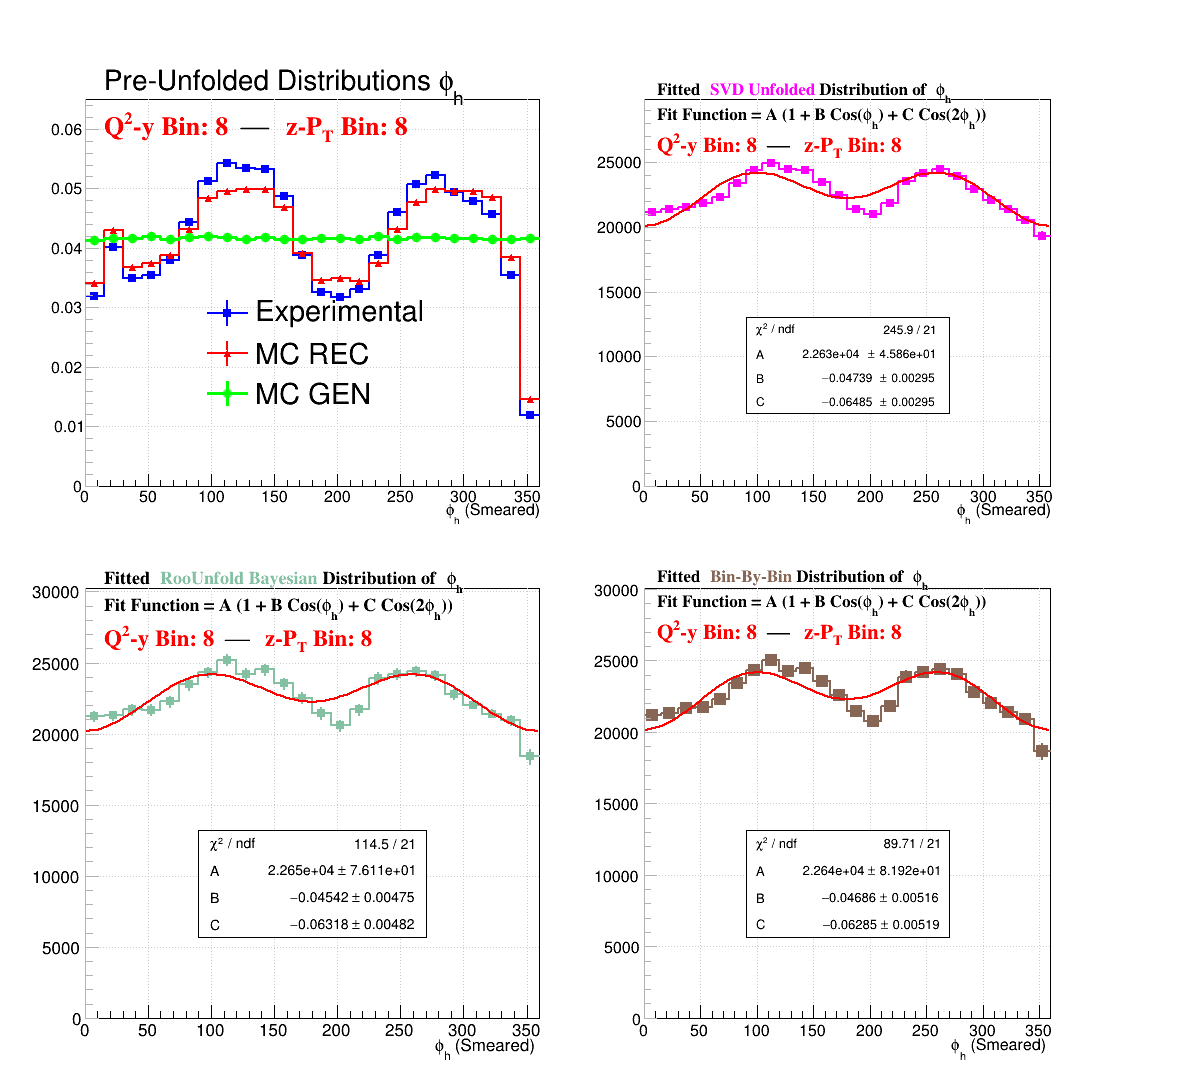 Pre-Unfolded Distributions ϕh
Q2-y Bin: 8 — z-PT Bin: 8
0.06
0.05
0.04
0.03
0.02
0.01
0
Experimental
MC REC
MC GEN
0 50 100 150 200 250 300 350
ϕh (Smeared)
Fitted SVD Unfolded Distribution of ϕh
Fit Function = A (1 + B Cos(ϕh) + C Cos(2ϕh))
Q2-y Bin: 8 — z-PT Bin: 8
25000
20000
15000
10000
5000
0
χ2 / ndf 245.9 / 21
A 2.263e+04 ± 4.586e+01
B −0.04739 ± 0.00295
C −0.06485 ± 0.00295
0 50 100 150 200 250 300 350
ϕh (Smeared)
Fitted RooUnfold Bayesian Distribution of ϕh
Fit Function = A (1 + B Cos(ϕh) + C Cos(2ϕh))
Q2-y Bin: 8 — z-PT Bin: 8
30000
25000
20000
15000
10000
5000
0
χ2 / ndf 114.5 / 21
A 2.265e+04 ± 7.611e+01
B −0.04542 ± 0.00475
C −0.06318 ± 0.00482
0 50 100 150 200 250 300 350
ϕh (Smeared)
Fitted Bin-By-Bin Distribution of ϕh
Fit Function = A (1 + B Cos(ϕh) + C Cos(2ϕh))
Q2-y Bin: 8 — z-PT Bin: 8
30000
25000
20000
15000
10000
5000
0
χ2 / ndf 89.71 / 21
A 2.264e+04 ± 8.192e+01
B −0.04686 ± 0.00516
C −0.06285 ± 0.00519
0 50 100 150 200 250 300 350
ϕh (Smeared)